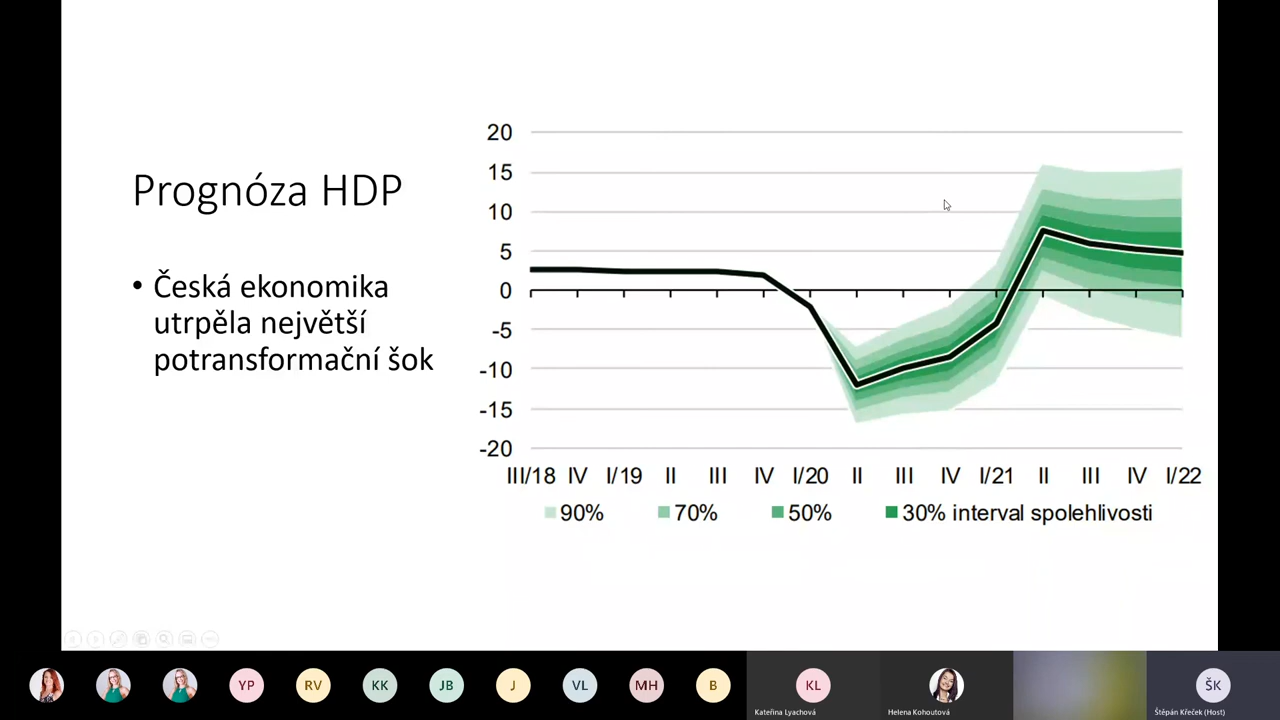 Prognóza HDP
• Česká ekonomika
utrpěla největší
potransformační šok
20
15
10
5
0
-5
-10
-15
-20
III/18 IV I/19 II III IV I/20 II III IV I/21 II III IV I/22
90% 70% 50% 30% interval spolehlivosti
YP RV KK JB J VL MH B KL ŠK
Kateřina Lyachová Helena Kohoutová Štěpán Křeček (Host)